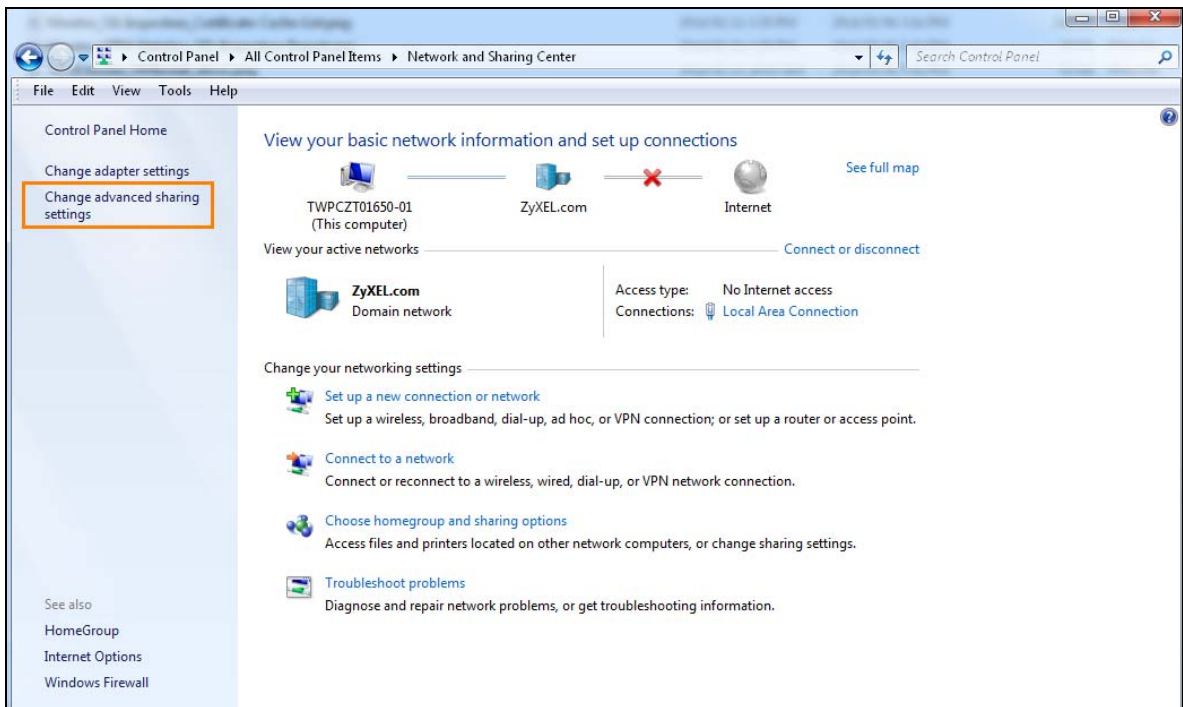 Control Panel ▸ All Control Panel Items ▸ Network and Sharing Center
Search Control Panel
File Edit View Tools Help
Control Panel Home
Change adapter settings
Change advanced sharing
settings
View your basic network information and set up connections
See full map
TWPCZT01650-01
(This computer)
ZyXEL.com
Internet
View your active networks
Connect or disconnect
ZyXEL.com
Domain network
Access type: No Internet access
Connections: Local Area Connection
Change your networking settings
Set up a new connection or network
Set up a wireless, broadband, dial-up, ad hoc, or VPN connection; or set up a router or access point.
Connect to a network
Connect or reconnect to a wireless, wired, dial-up, or VPN network connection.
Choose homegroup and sharing options
Access files and printers located on other network computers, or change sharing settings.
Troubleshoot problems
Diagnose and repair network problems, or get troubleshooting information.
See also
HomeGroup
Internet Options
Windows Firewall